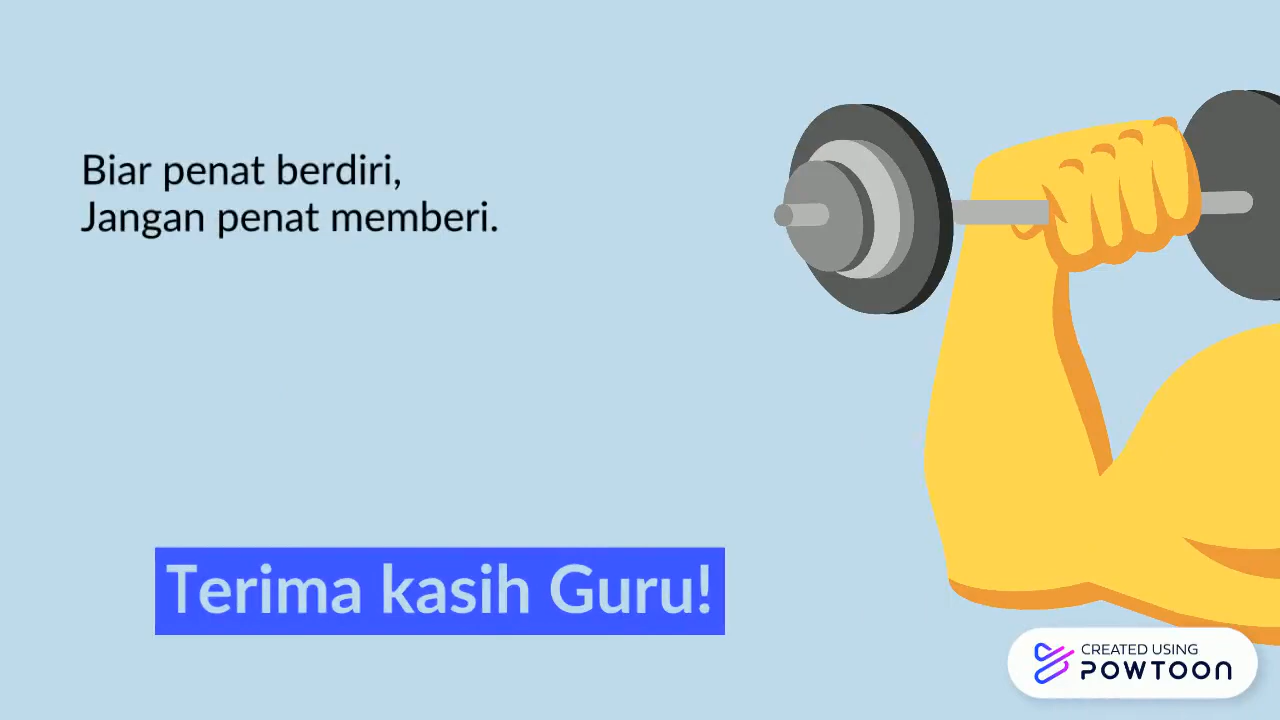 Biar penat berdiri,
Jangan penat memberi.
Terima kasih Guru!
CREATED USING
POWTOON